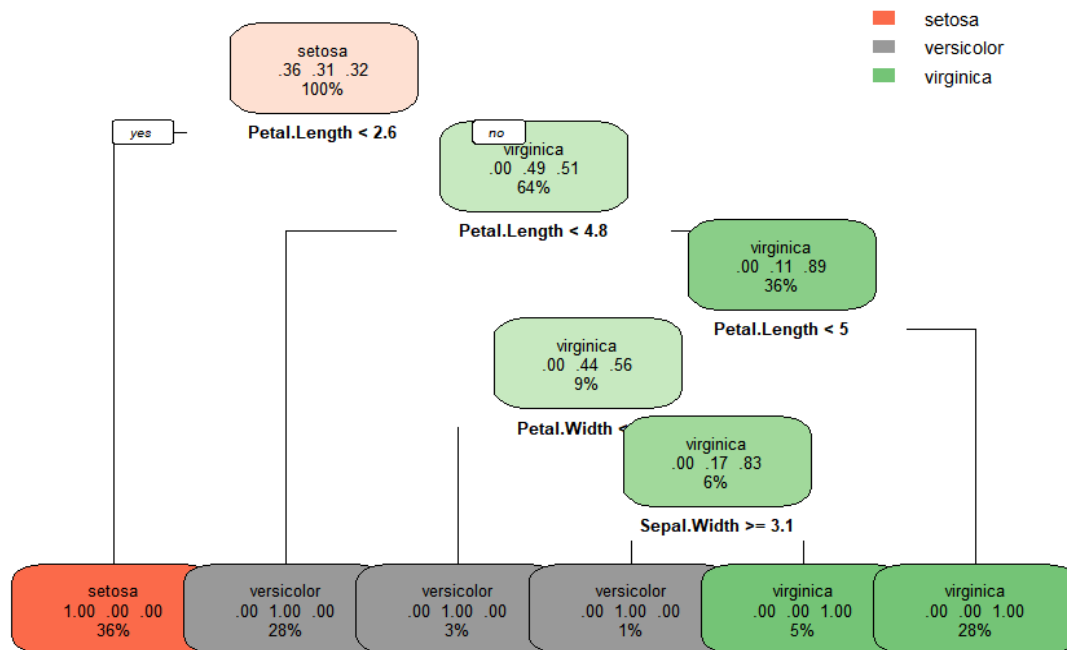 setosa
versicolor
virginica
setosa
.36 .31 .32
100%
yes
Petal.Length < 2.6
no
virginica
.00 .49 .51
64%
Petal.Length < 4.8
virginica
.00 .11 .89
36%
Petal.Length < 5
virginica
.00 .44 .56
9%
Petal.Width <
virginica
.00 .17 .83
6%
Sepal.Width >= 3.1
setosa
1.00 .00 .00
36%
versicolor
.00 1.00 .00
28%
versicolor
.00 1.00 .00
3%
versicolor
.00 1.00 .00
1%
virginica
.00 .00 1.00
5%
virginica
.00 .00 1.00
28%